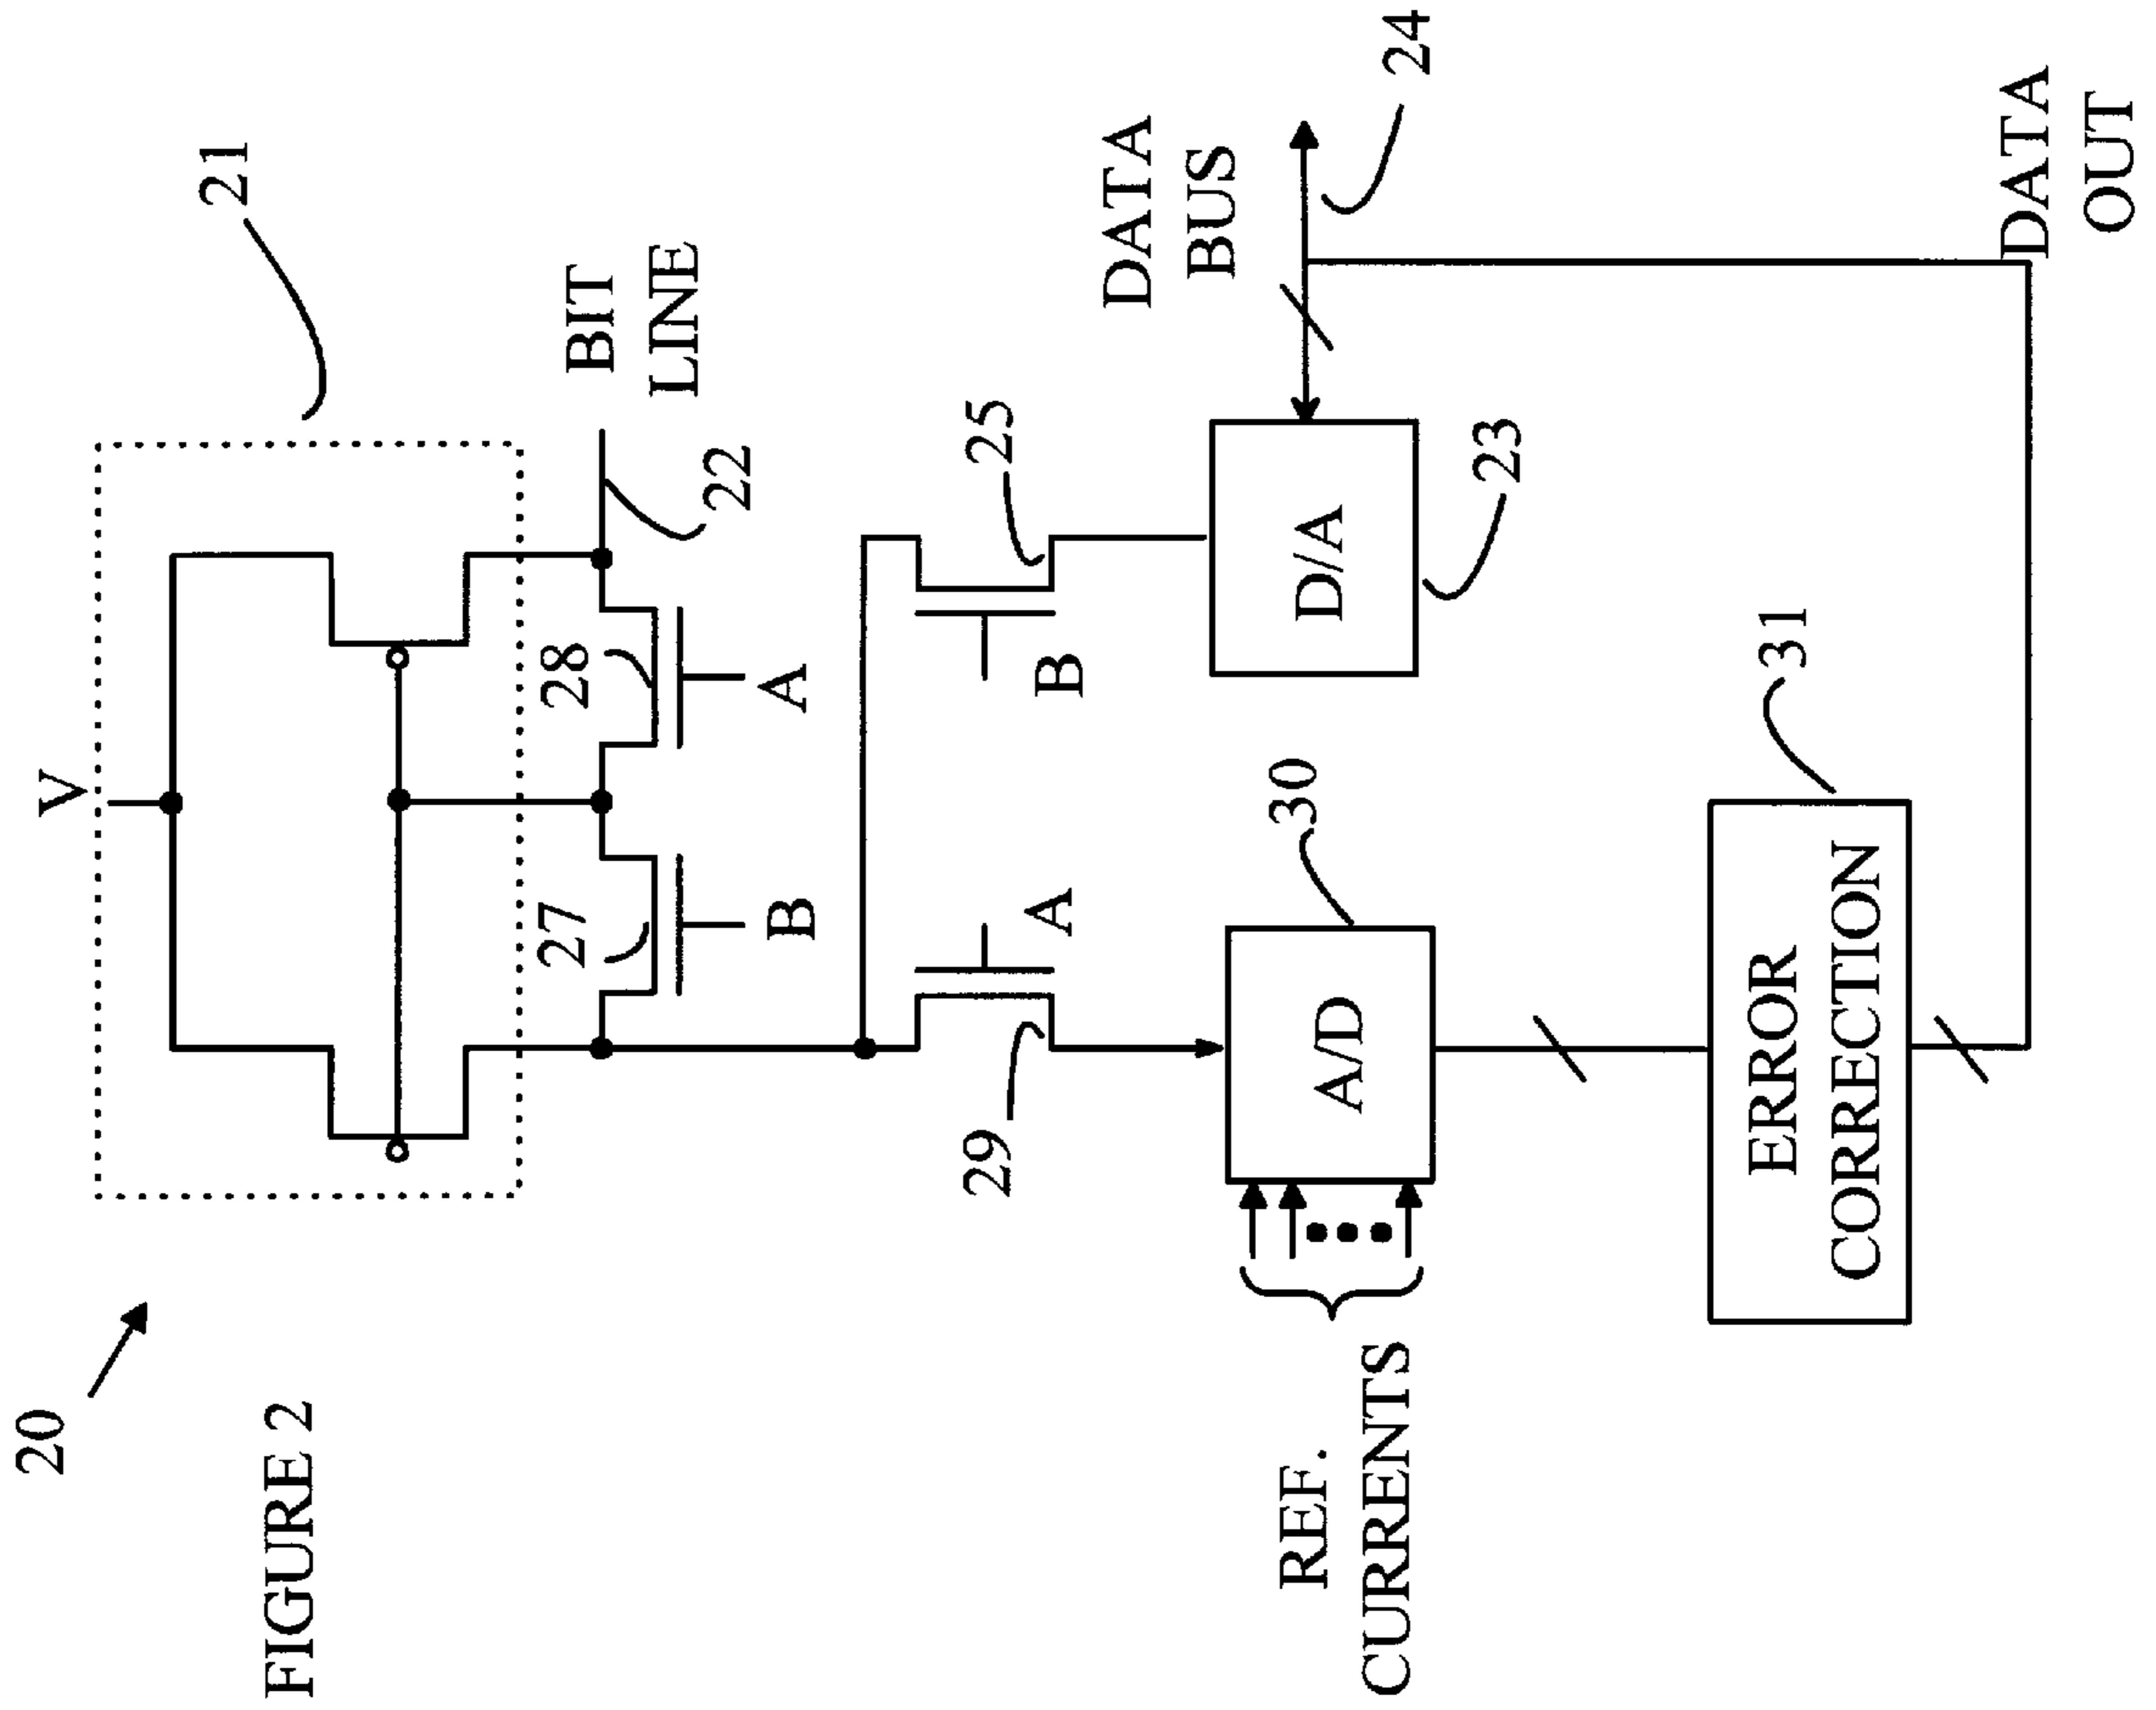 20
FIGURE 2
V
21
BIT
LINE
22
27
28
B
A
DATA
BUS
24
25
B
29
A
D/A
23
30
A/D
REF.
CURRENTS
31
ERROR
CORRECTION
DATA
OUT